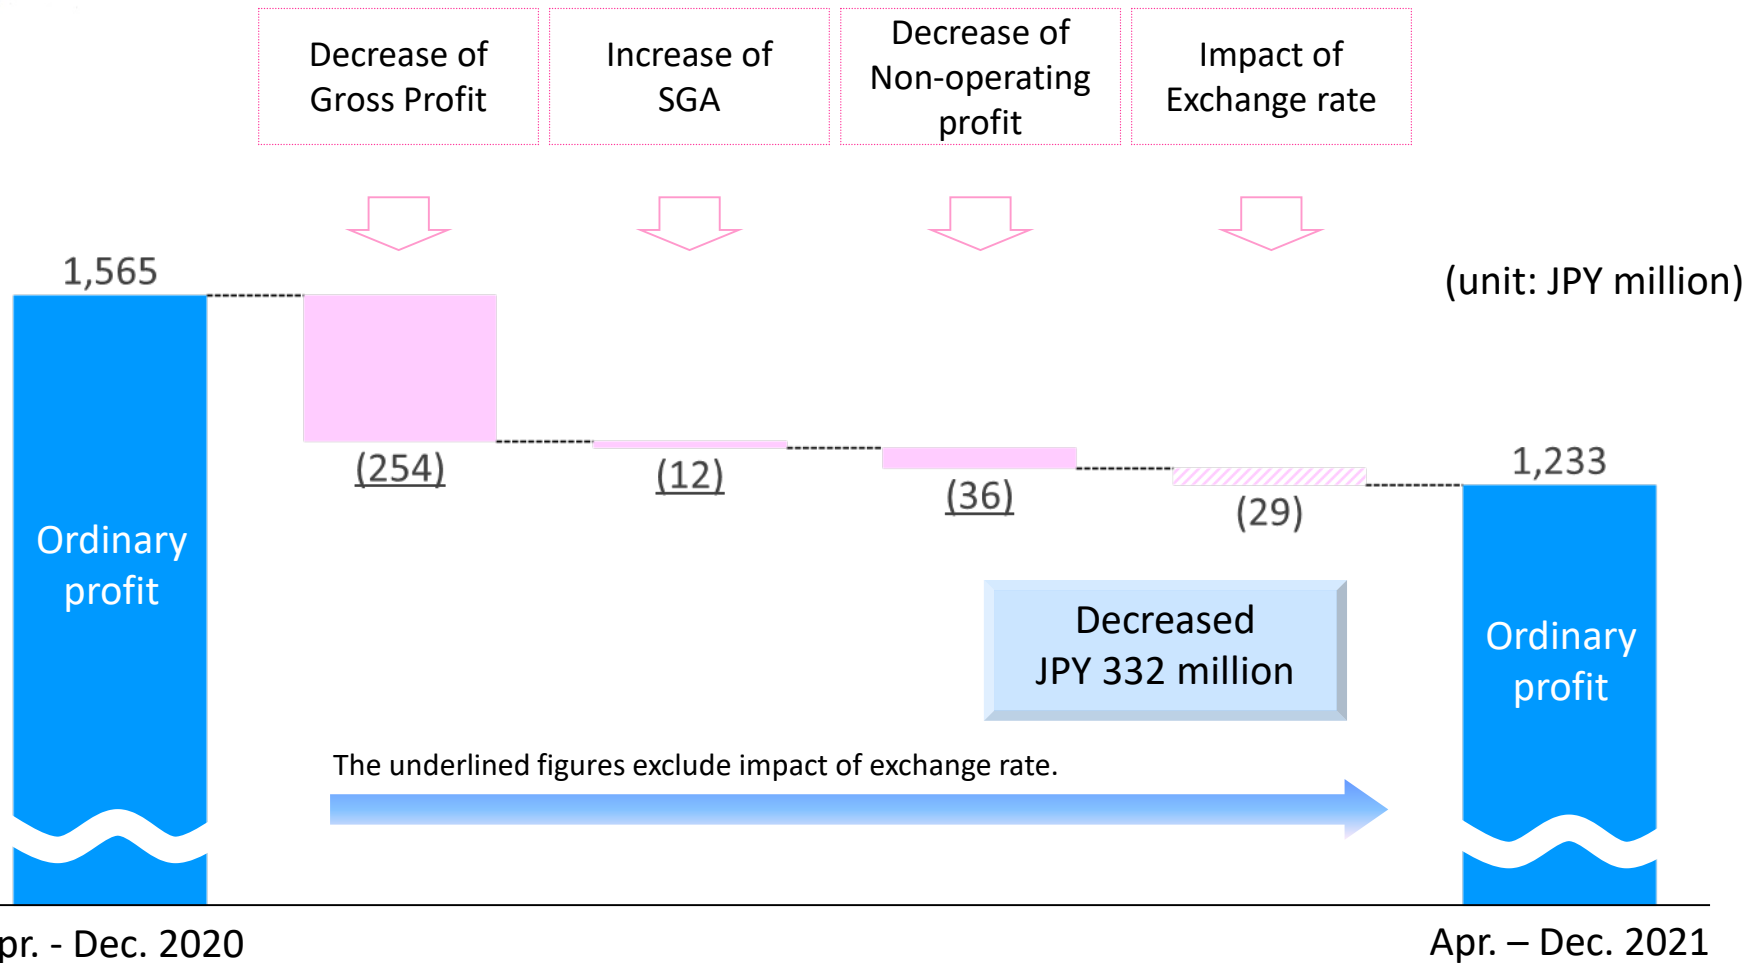 Decrease of
Gross Profit
Increase of
SGA
Decrease of
Non-operating
profit
Impact of
Exchange rate
(unit: JPY million)
1,565
(254)
(12)
(36)
(29)
1,233
Ordinary
profit
Decreased
JPY 332 million
Ordinary
profit
The underlined figures exclude impact of exchange rate.
pr. - Dec. 2020
Apr. – Dec. 2021